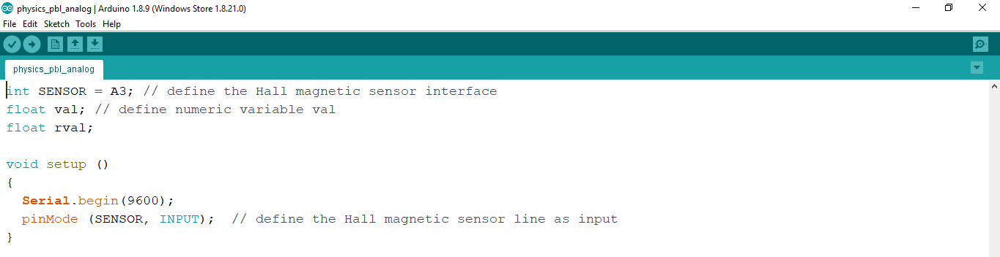 physics_pbl_analog | Arduino 1.8.9 (Windows Store 1.8.21.0)
File Edit Sketch Tools Help
physics_pbl_analog
int SENSOR = A3; // define the Hall magnetic sensor interface
float val; // define numeric variable val
float rval;
void setup ()
{
  Serial.begin(9600);
  pinMode (SENSOR, INPUT);  // define the Hall magnetic sensor line as input
}